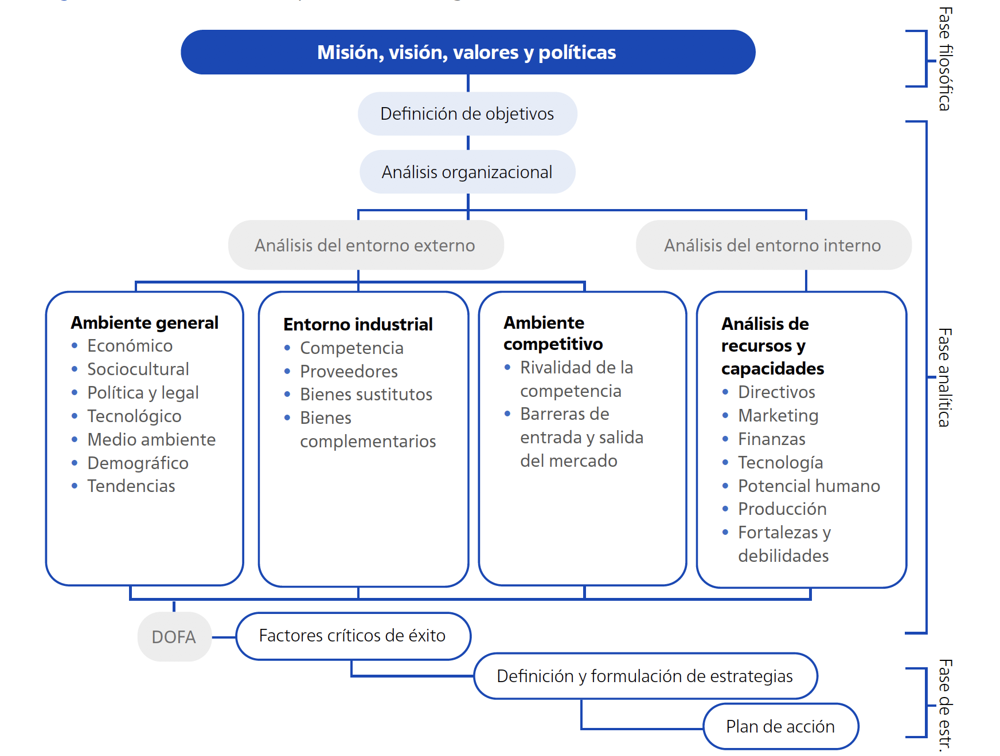 Misión, visión, valores y políticas
Fase filosófica
Definición de objetivos
Análisis organizacional
Análisis del entorno externo
Análisis del entorno interno
Ambiente general
• Económico
• Sociocultural
• Política y legal
• Tecnológico
• Medio ambiente
• Demográfico
• Tendencias
Entorno industrial
• Competencia
• Proveedores
• Bienes sustitutos
• Bienes
complementarios
Ambiente
competitivo
• Rivalidad de la
competencia
• Barreras de
entrada y salida
del mercado
Análisis de
recursos y
capacidades
• Directivos
• Marketing
• Finanzas
• Tecnología
• Potencial humano
• Producción
• Fortalezas y
debilidades
Fase analítica
DOFA
Factores críticos de éxito
Definición y formulación de estrategias
Plan de acción
Fase de estr.